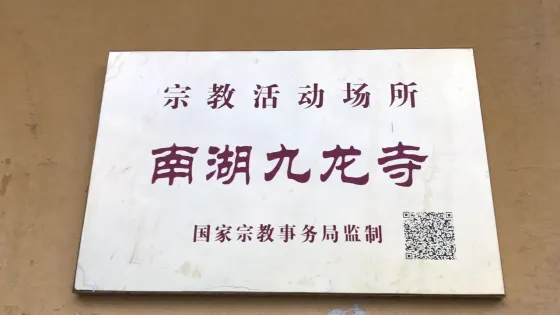 宗教活动场所
南湖九龙寺
国家宗教事务局监制